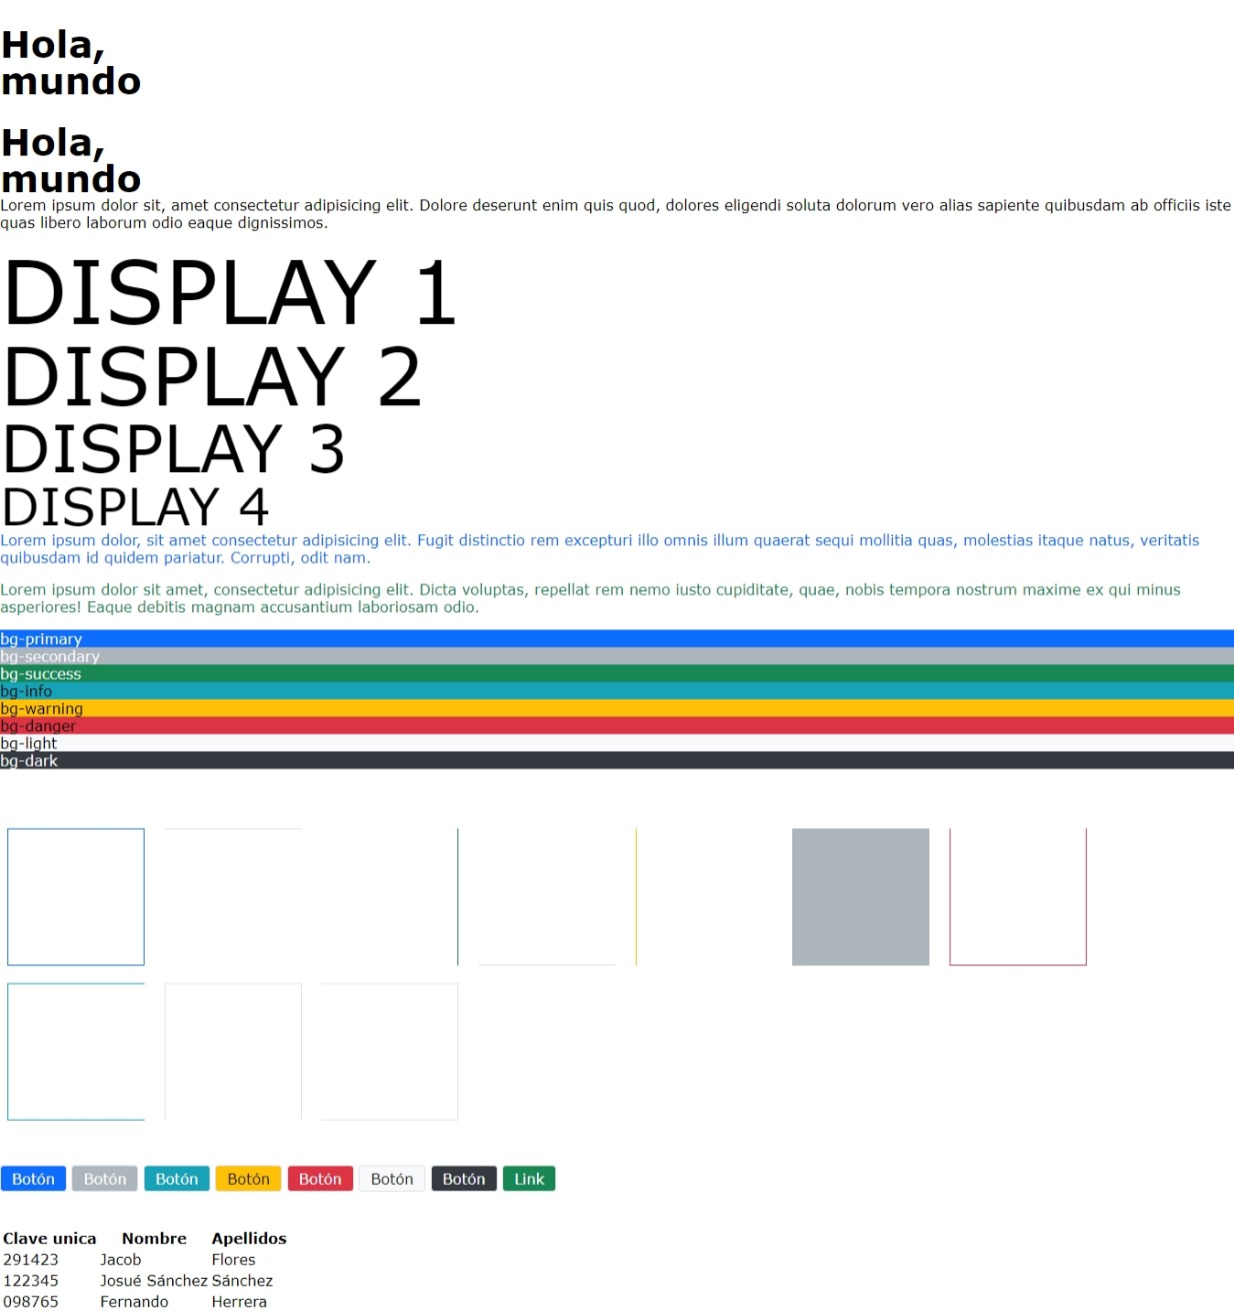 Hola,
mundo
Hola,
mundo
Lorem ipsum dolor sit, amet consectetur adipisicing elit. Dolore deserunt enim quis quod, dolores eligendi soluta dolorum vero alias sapiente quibusdam ab officiis iste
quas libero laborum odio eaque dignissimos.
DISPLAY 1
DISPLAY 2
DISPLAY 3
DISPLAY 4
Lorem ipsum dolor, sit amet consectetur adipisicing elit. Fugit distinctio rem excepturi illo omnis illum quaerat sequi mollitia quas, molestias itaque natus, veritatis
quibusdam id quidem pariatur. Corrupti, odit nam.
Lorem ipsum dolor sit amet, consectetur adipisicing elit. Dicta voluptas, repellat rem nemo iusto cupiditate, quae, nobis tempora nostrum maxime ex qui minus
asperiores! Eaque debitis magnam accusantium laboriosam odio.
bg-primary
bg-secondary
bg-success
bg-info
bg-warning
bg-danger
bg-light
bg-dark
Botón Botón Botón Botón Botón Botón Botón Link
Clave unica Nombre Apellidos
291423 Jacob Flores
122345 Josué Sánchez Sánchez
098765 Fernando Herrera